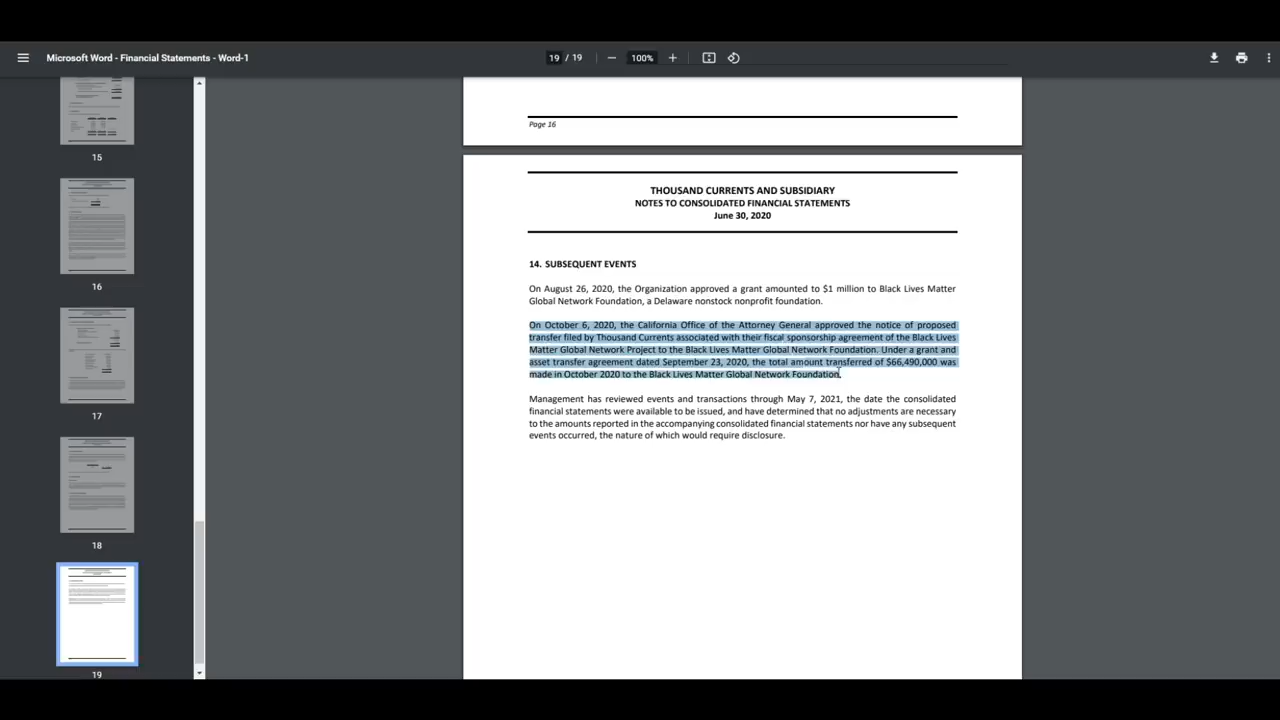 Microsoft Word - Financial Statements - Word-1
19 / 19
100%
15
16
17
18
19
Page 16
THOUSAND CURRENTS AND SUBSIDIARY
NOTES TO CONSOLIDATED FINANCIAL STATEMENTS
June 30, 2020
14. SUBSEQUENT EVENTS
On August 26, 2020, the Organization approved a grant amounted to $1 million to Black Lives Matter
Global Network Foundation, a Delaware nonstock nonprofit foundation.
On October 6, 2020, the California Office of the Attorney General approved the notice of proposed
transfer filed by Thousand Currents associated with their fiscal sponsorship agreement of the Black Lives
Matter Global Network Project to the Black Lives Matter Global Network Foundation. Under a grant and
asset transfer agreement dated September 23, 2020, the total amount transferred of $66,490,000 was
made in October 2020 to the Black Lives Matter Global Network Foundation.
Management has reviewed events and transactions through May 7, 2021, the date the consolidated
financial statements were available to be issued, and have determined that no adjustments are necessary
to the amounts reported in the accompanying consolidated financial statements nor have any subsequent
events occurred, the nature of which would require disclosure.